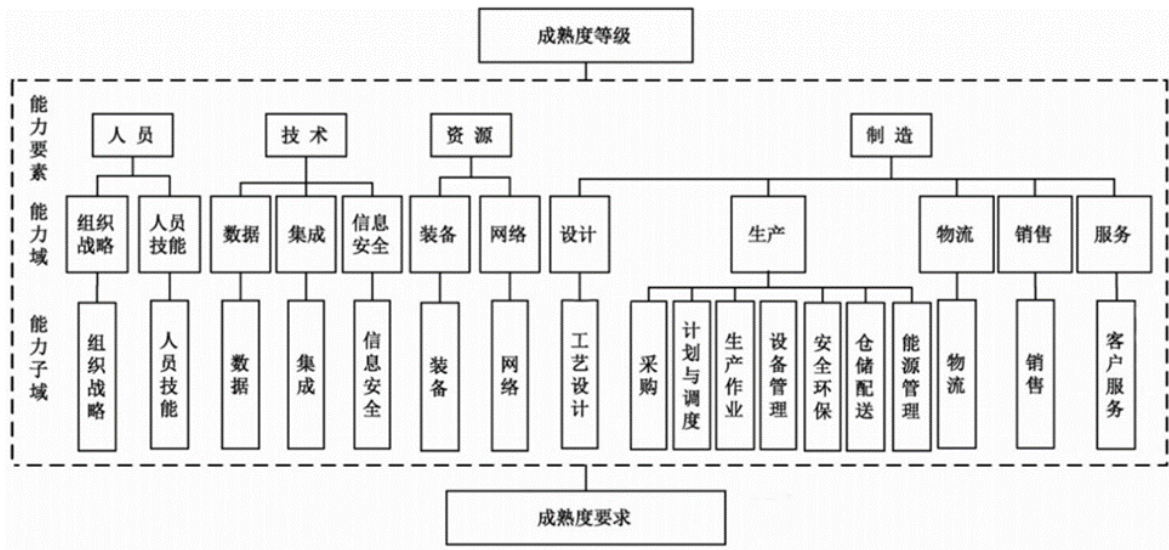 成熟度等级
能力要素
人员
技术
资源
制造
能力域
组织
战略
人员
技能
数据
集成
信息
安全
装备
网络
设计
生产
物流
销售
服务
能力子域
组织战略
人员技能
数据
集成
信息安全
装备
网络
工艺设计
采购
计划与调度
生产作业
设备管理
安全环保
仓储配送
能源管理
物流
销售
客户服务
成熟度要求